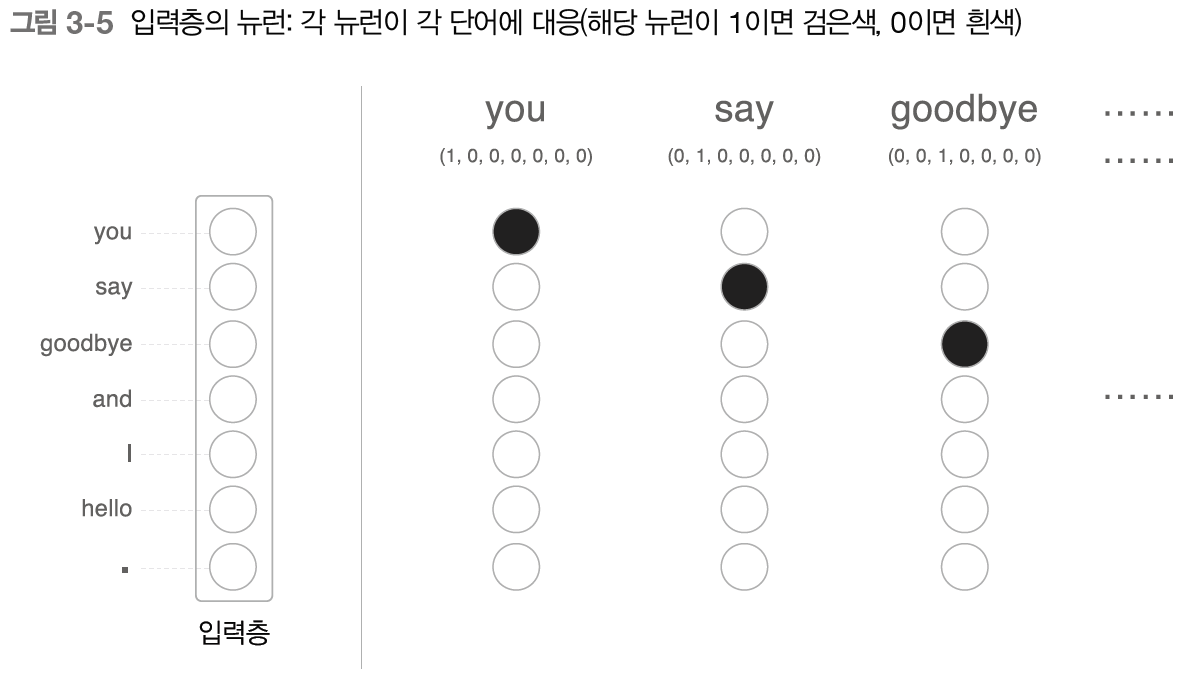 그림 3-5 입력층의 뉴런: 각 뉴런이 각 단어에 대응(해당 뉴런이 1이면 검은색, 0이면 흰색)
you say goodbye ······
(1, 0, 0, 0, 0, 0, 0) (0, 1, 0, 0, 0, 0, 0) (0, 0, 1, 0, 0, 0, 0) ······
you
say
goodbye
and ······
I
hello
.
입력층